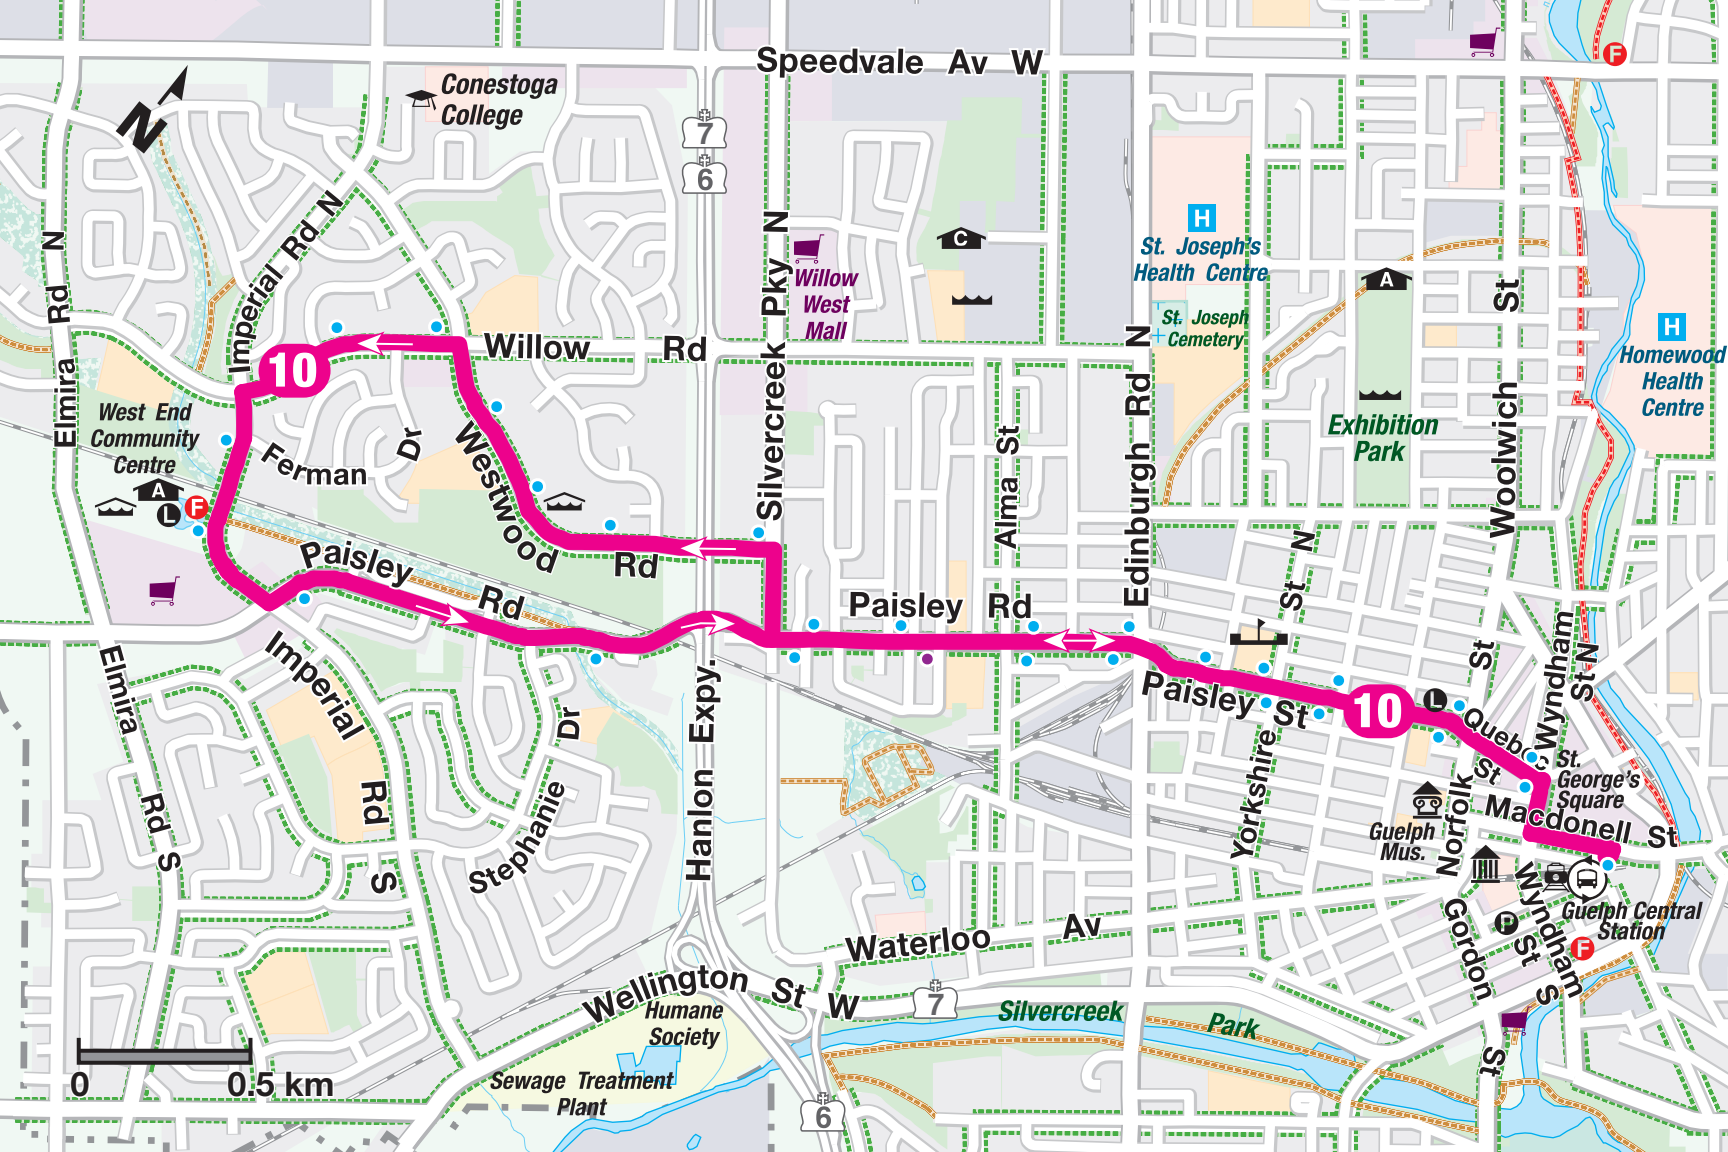 Speedvale Av W
Conestoga
College
N
7
6
Imperial Rd N
Elmira Rd N
Silvercreek Pky N
Willow
West
Mall
C
H
St. Joseph's
Health Centre
St. Joseph
Cemetery
A
Woolwich St
F
H
Homewood
Health
Centre
Exhibition
Park
Willow Rd
10
West End
Community
Centre
A
L
F
Ferman Dr
Westwood Rd
Alma St
Edinburgh Rd N
Paisley Rd
Paisley Rd
Imperial Rd S
Elmira Rd S
Stephanie Dr
Hanlon Expy.
Paisley St
Yorkshire St N
10
L
Quebec St
Norfolk St
Wyndham St N
St.
George's
Square
Macdonell St
Guelph
Mus.
Guelph Central
Station
F
F
Wyndham St S
Gordon St
Waterloo Av
Wellington St W
7
Silvercreek Park
Humane
Society
Sewage Treatment
Plant
6
0 0.5 km